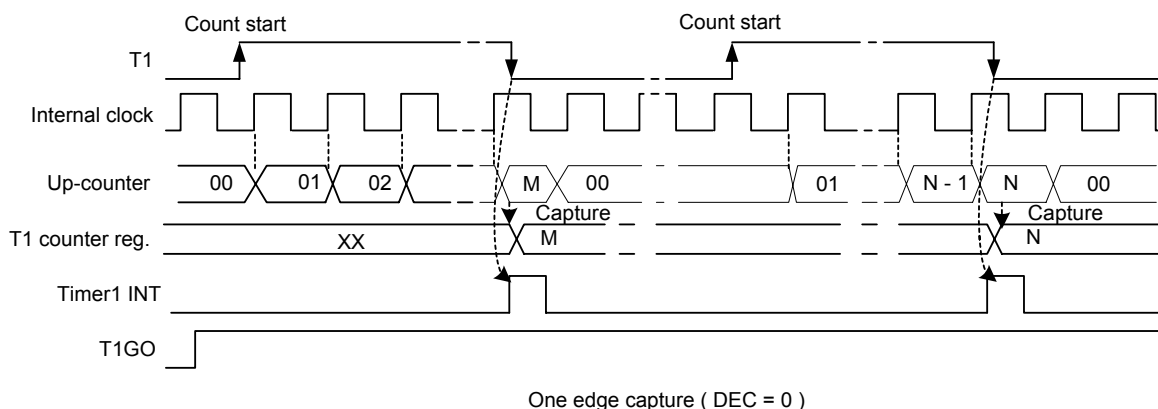 Count start Count start
T1
Internal clock
Up-counter 00 01 02 M 00 01 N - 1 N 00
Capture Capture
T1 counter reg. XX M N
Timer1 INT
T1GO
One edge capture ( DEC = 0 )